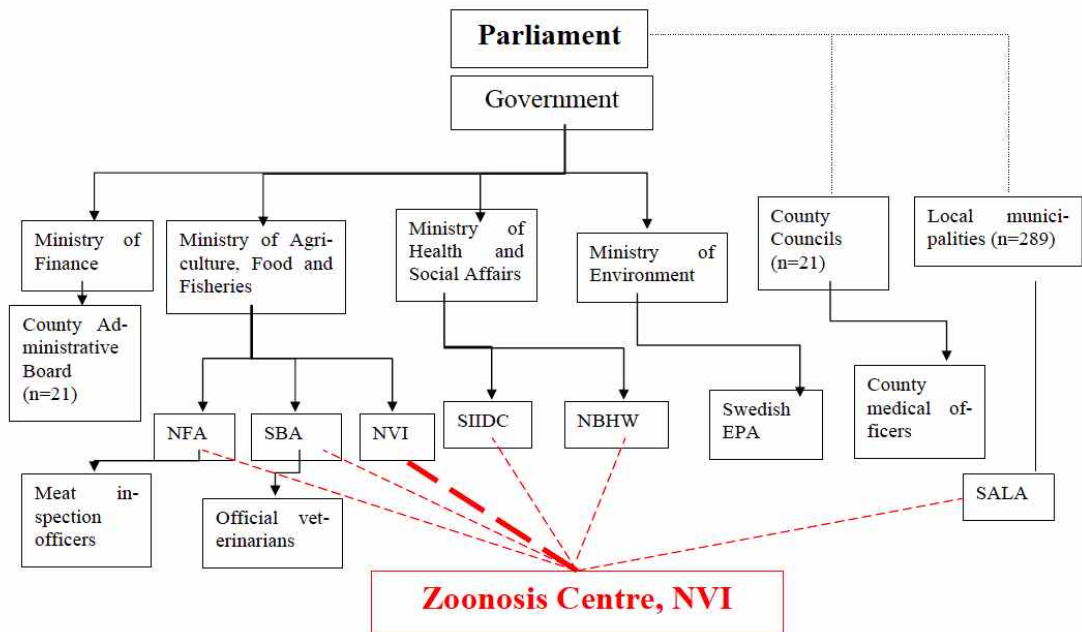 Parliament
Government
Ministry of
Finance
Ministry of Agri-
culture, Food and
Fisheries
Ministry of
Health and
Social Affairs
Ministry of
Environment
County
Councils
(n=21)
Local munici-
palities (n=289)
County Ad-
ministrative
Board
(n=21)
NFA
SBA
NVI
SIIDC
NBHW
Swedish
EPA
County
medical of-
ficers
Meat in-
spection
officers
Official vet-
erinarians
SALA
Zoonosis Centre, NVI